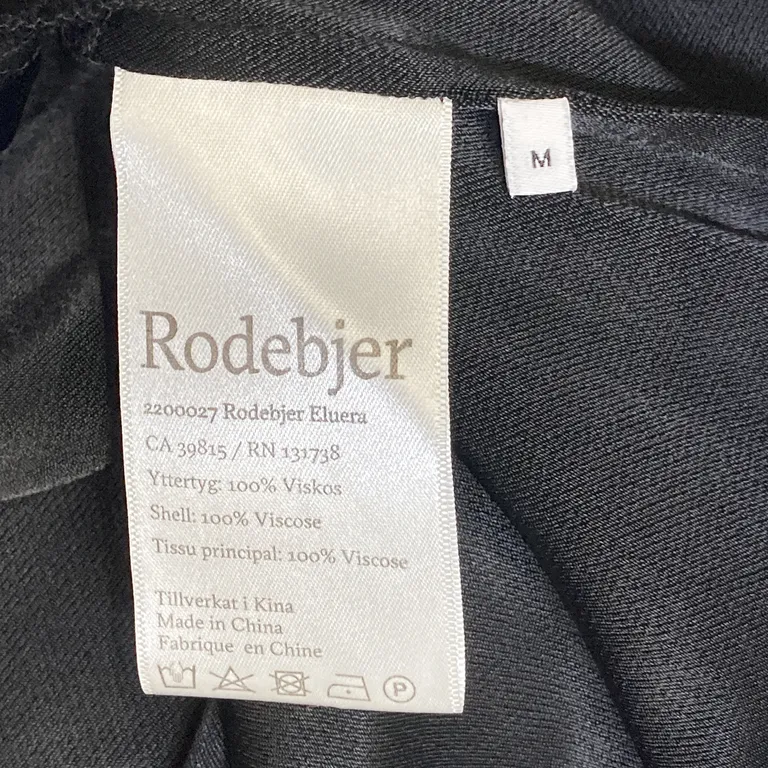 M
Rodebjer
2200027 Rodebjer Eluera
CA 39815 / RN 131738
Yttertyg: 100% Viskos
Shell: 100% Viscose
Tissu principal: 100% Viscose
Tillverkat i Kina
Made in China
Fabrique en Chine
P